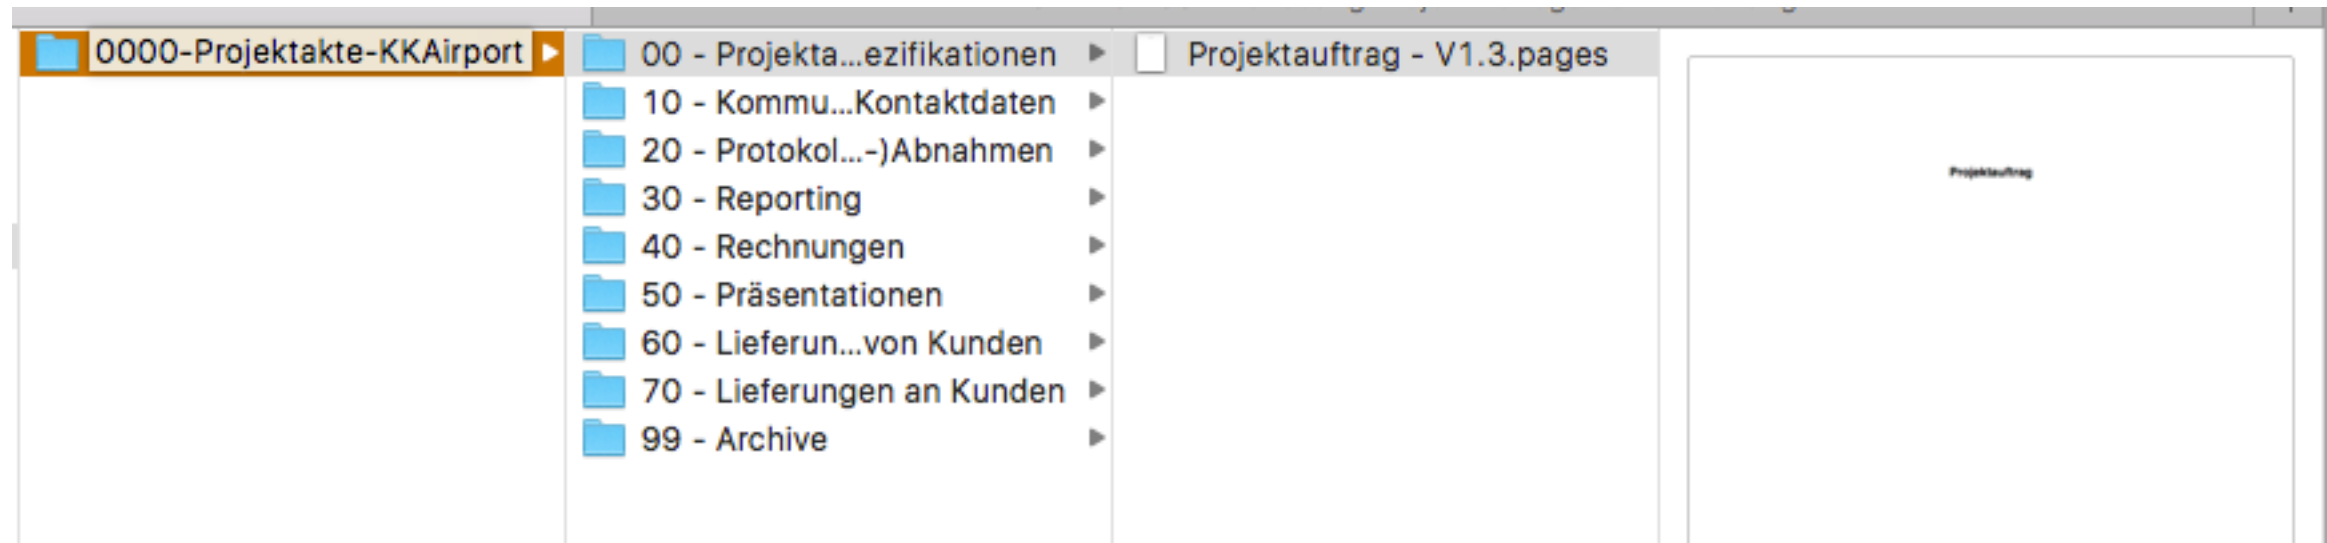 0000-Projektakte-KKAirport
00 - Projekta...ezifikationen
10 - Kommu...Kontaktdaten
20 - Protokol...-)Abnahmen
30 - Reporting
40 - Rechnungen
50 - Präsentationen
60 - Lieferun...von Kunden
70 - Lieferungen an Kunden
99 - Archive
Projektauftrag - V1.3.pages
Projektauftrag